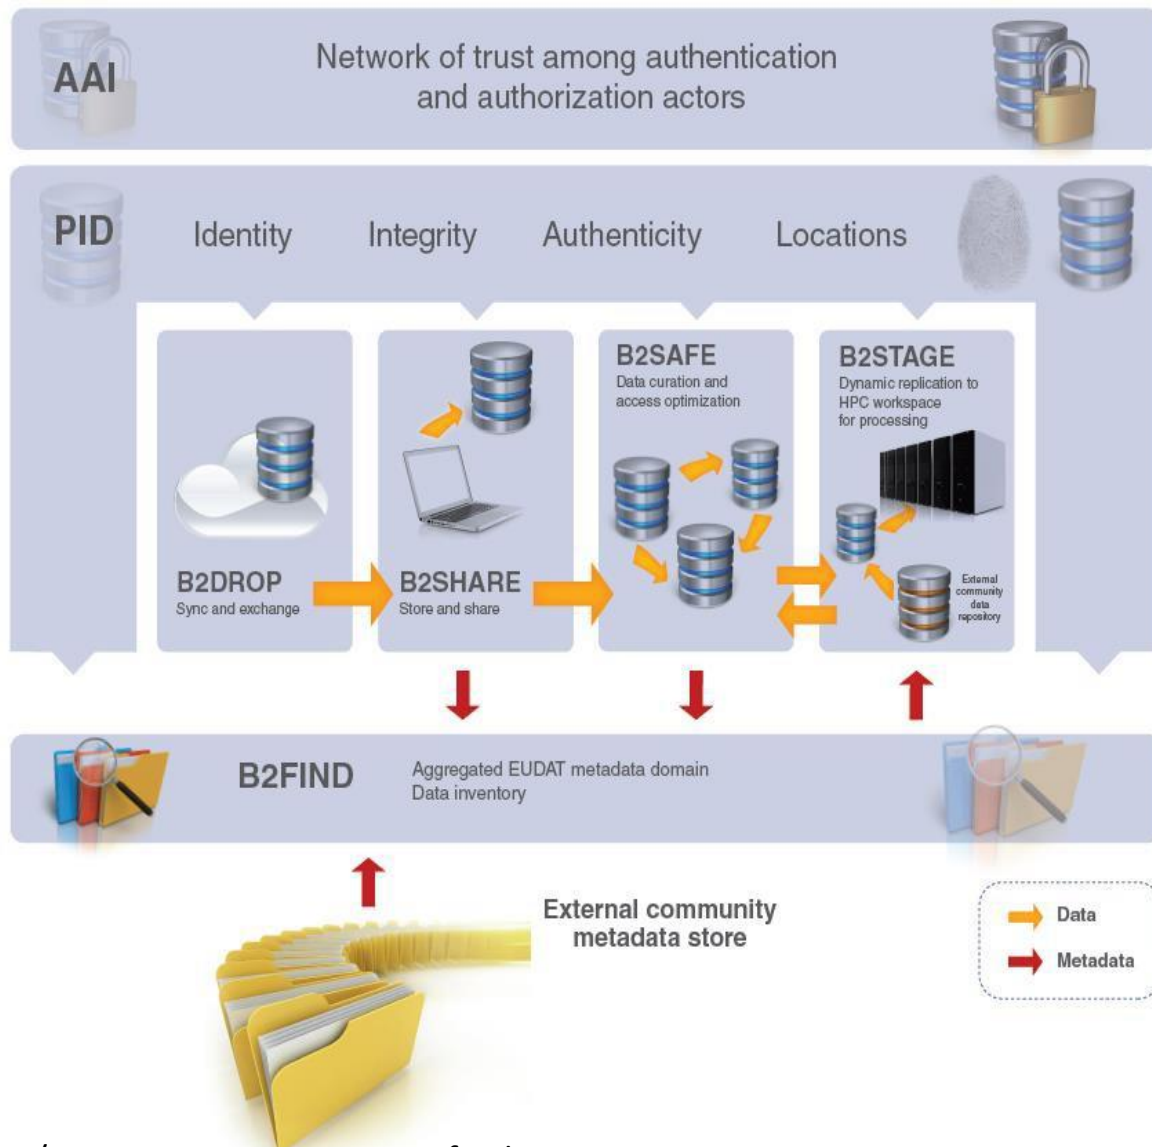 AAI
Network of trust among authentication
and authorization actors
PID
Identity
Integrity
Authenticity
Locations
B2DROP
Sync and exchange
B2SHARE
Store and share
B2SAFE
Data curation and
access optimization
B2STAGE
Dynamic replication to
HPC workspace
for processing
External
community
data
repository
B2FIND
Aggregated EUDAT metadata domain
Data inventory
External community
metadata store
Data
Metadata